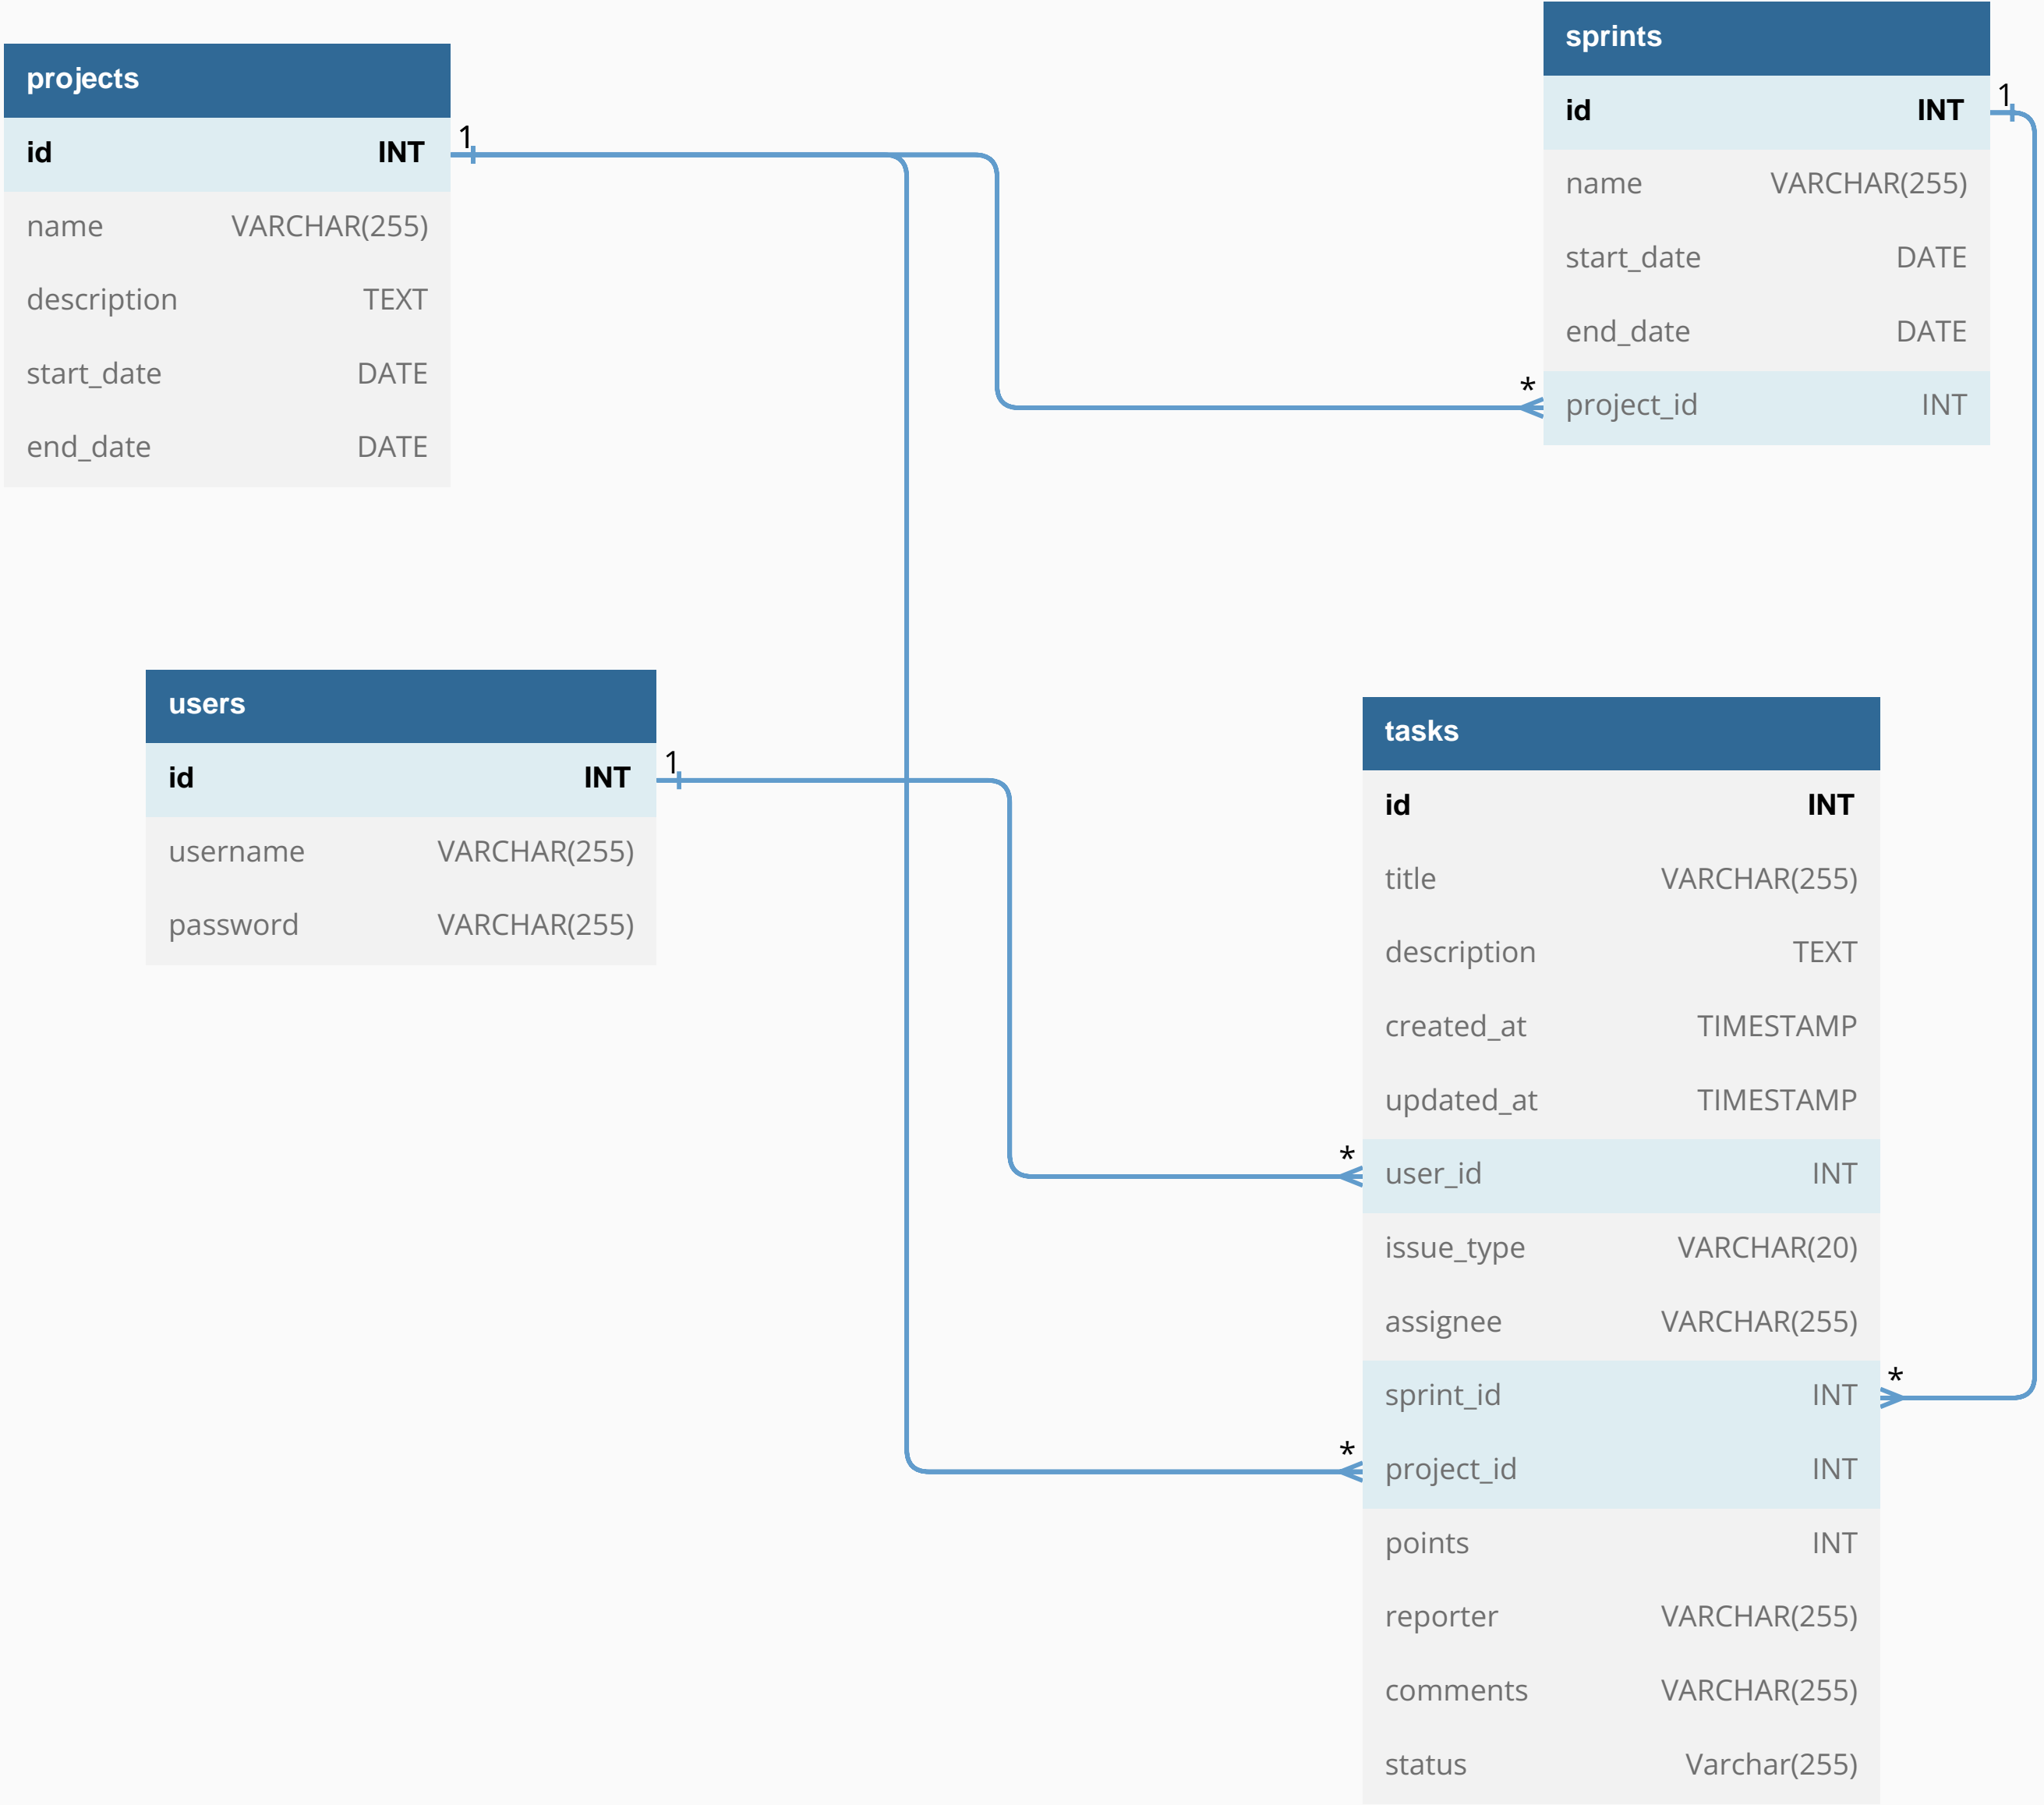 projects
id INT
name VARCHAR(255)
description TEXT
start_date DATE
end_date DATE
1
sprints
id INT
name VARCHAR(255)
start_date DATE
end_date DATE
project_id INT
1
*
users
id INT
username VARCHAR(255)
password VARCHAR(255)
1
tasks
id INT
title VARCHAR(255)
description TEXT
created_at TIMESTAMP
updated_at TIMESTAMP
* user_id INT
issue_type VARCHAR(20)
assignee VARCHAR(255)
sprint_id INT *
* project_id INT
points INT
reporter VARCHAR(255)
comments VARCHAR(255)
status Varchar(255)